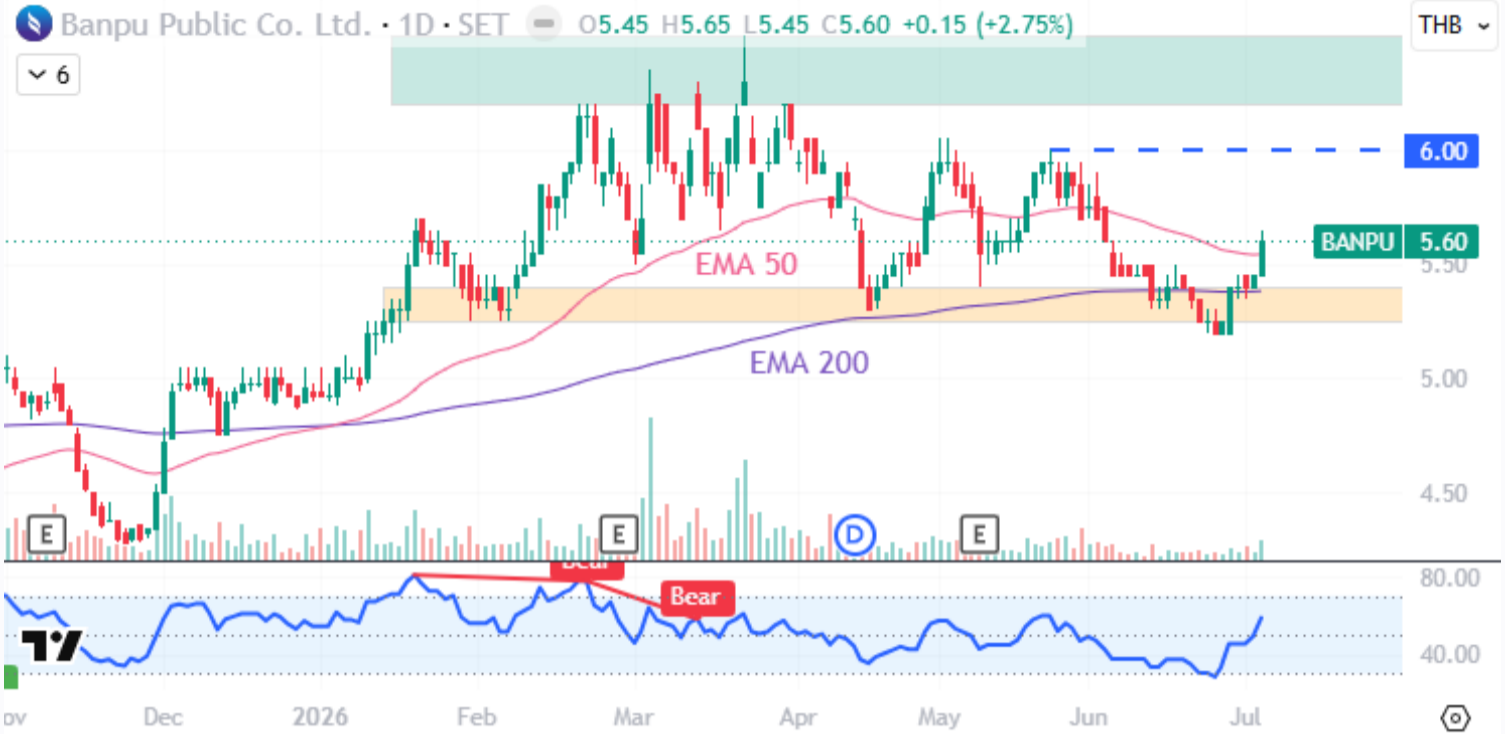 Banpu Public Co. Ltd. · 1D · SET O5.45 H5.65 L5.45 C5.60 +0.15 (+2.75%) THB
6
6.00
BANPU 5.60
5.50
EMA 50
EMA 200
5.00
4.50
E E D E
Bear
80.00
Bear
40.00
ov Dec 2026 Feb Mar Apr May Jun Jul